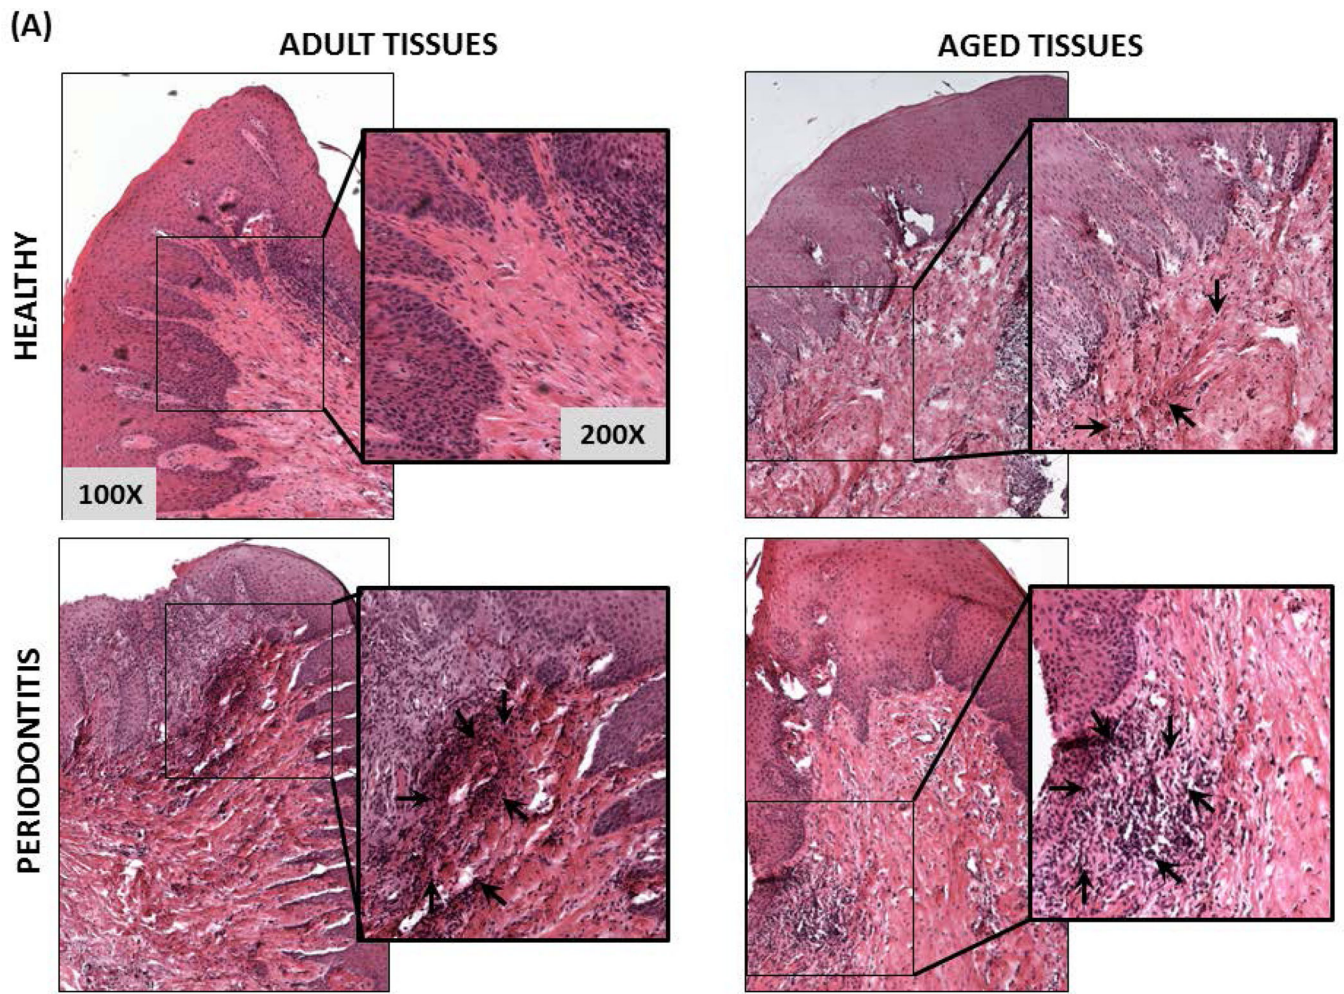 (A)
ADULT TISSUES
AGED TISSUES
HEALTHY
100X
200X
PERIODONTITIS